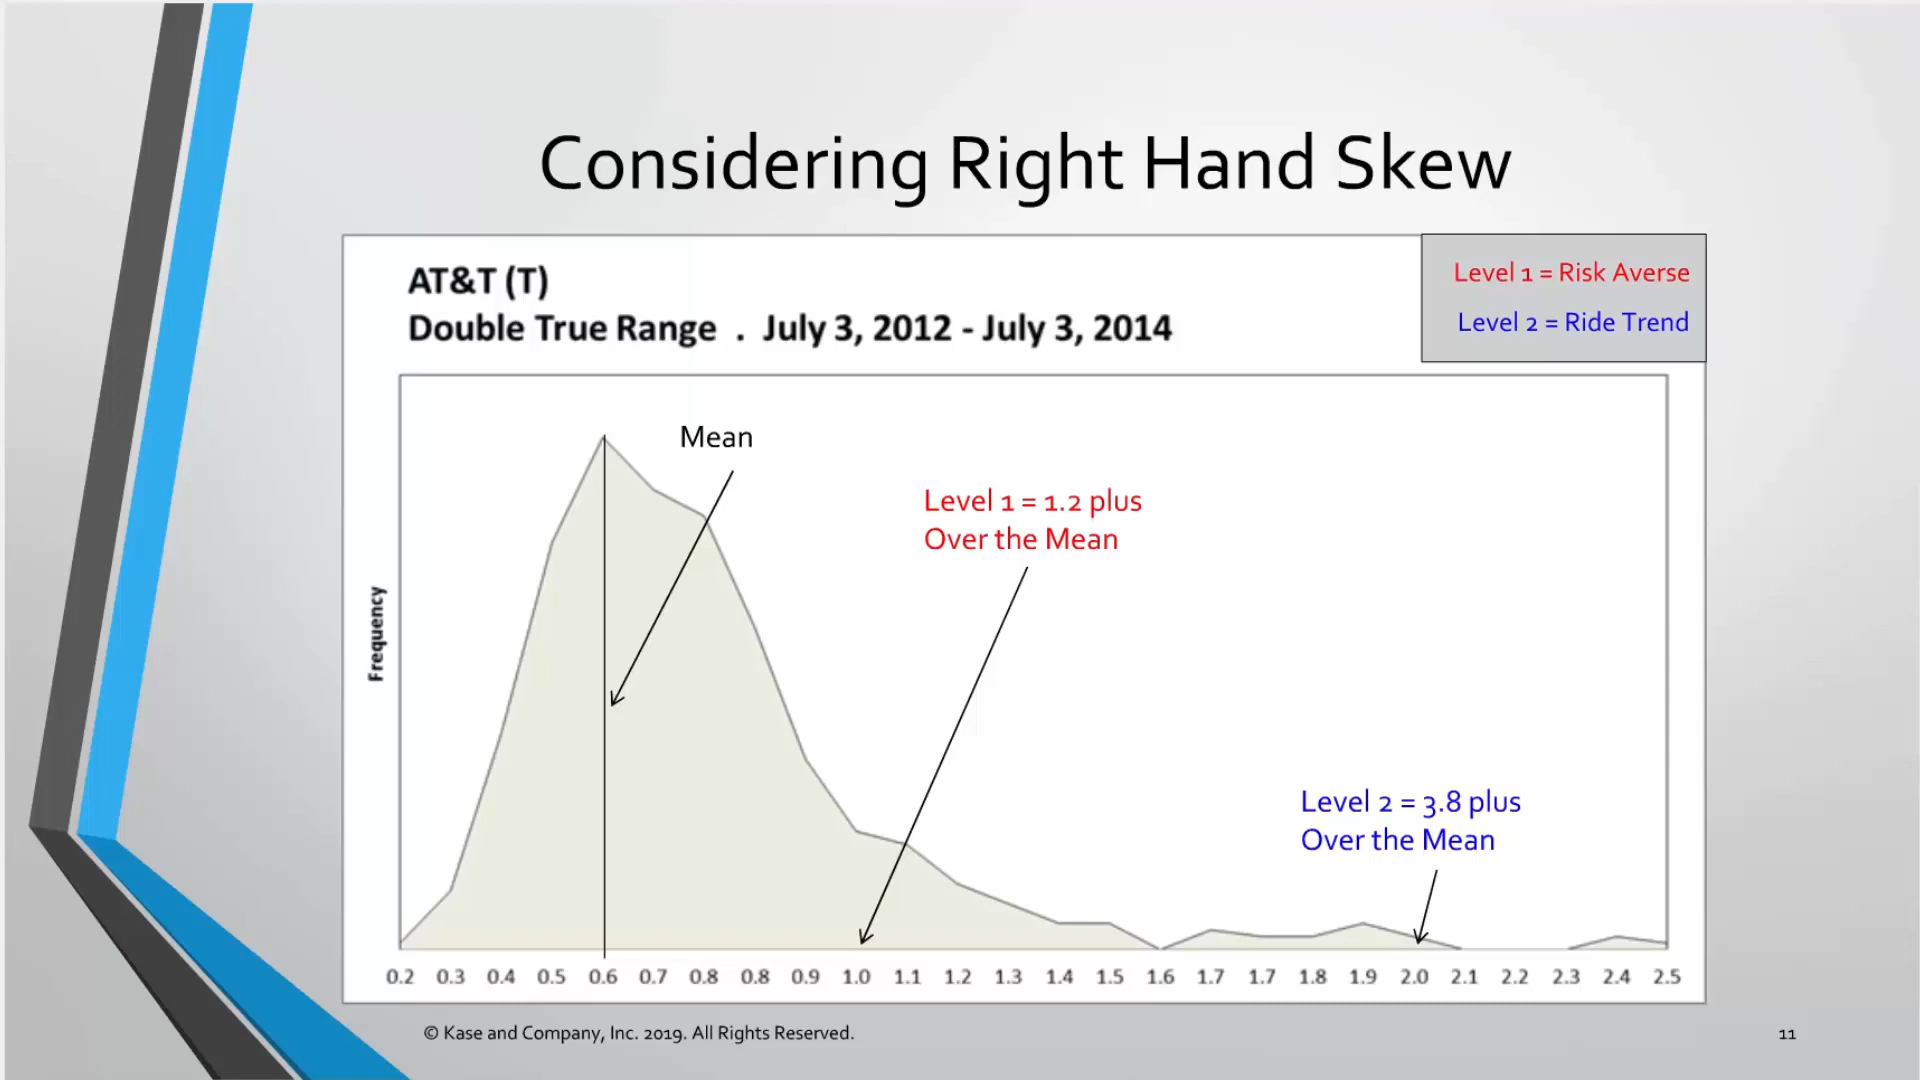 Considering Right Hand Skew
AT&T (T)
Double True Range . July 3, 2012 - July 3, 2014
Level 1 = Risk Averse
Level 2 = Ride Trend
Mean
Level 1 = 1.2 plus
Over the Mean
Level 2 = 3.8 plus
Over the Mean
Frequency
0.2 0.3 0.4 0.5 0.6 0.7 0.8 0.8 0.9 1.0 1.1 1.2 1.3 1.4 1.5 1.6 1.7 1.7 1.8 1.9 2.0 2.1 2.2 2.3 2.4 2.5
© Kase and Company, Inc. 2019. All Rights Reserved.
11